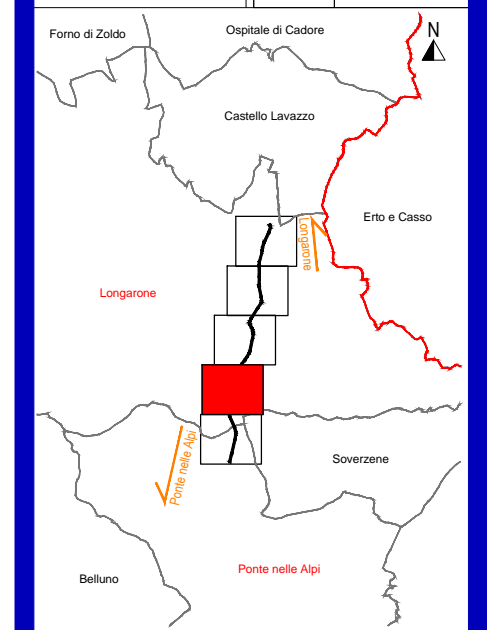 Forno di Zoldo
Ospitale di Cadore
N
Castello Lavazzo
Erto e Casso
Longarone
Longarone
Ponte nelle Alpi
Soverzene
Belluno
Ponte nelle Alpi